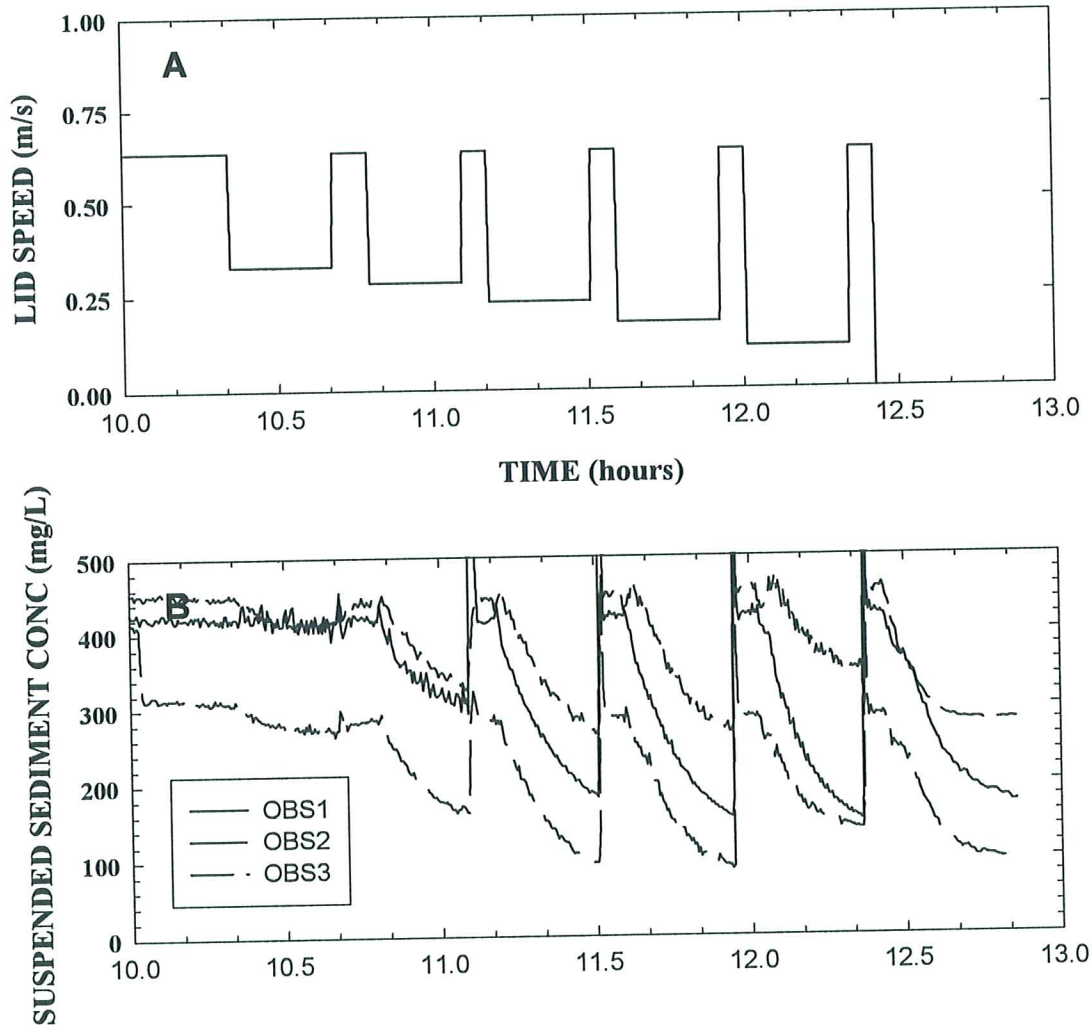 A
LID SPEED (m/s)
1.00
0.75
0.50
0.25
0.00
10.0 10.5 11.0 11.5 12.0 12.5 13.0
TIME (hours)
B
SUSPENDED SEDIMENT CONC (mg/L)
500
400
300
200
100
0
OBS1
OBS2
OBS3
10.0 10.5 11.0 11.5 12.0 12.5 13.0